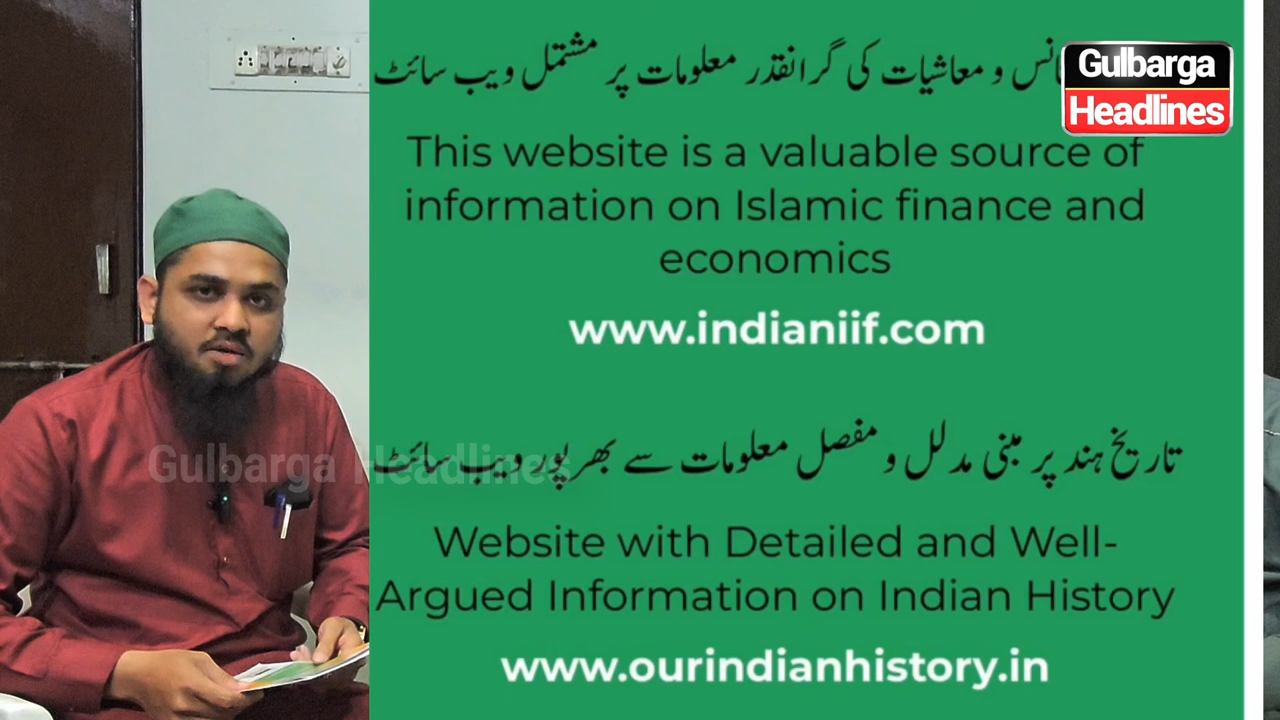 و معاشیات کی گرانقذر معلومات پر مشتمل ویب سائٹ
Gulbarga
Headlines
This website is a valuable source of
information on Islamic finance and
economics
www.indianiif.com
تاریخ ہند پر مبنی مدلل و مفصل معلومات سے بھرپور ویب سائٹ
Gulbarga Headlines
Website with Detailed and Well-
Argued Information on Indian History
www.ourindianhistory.in